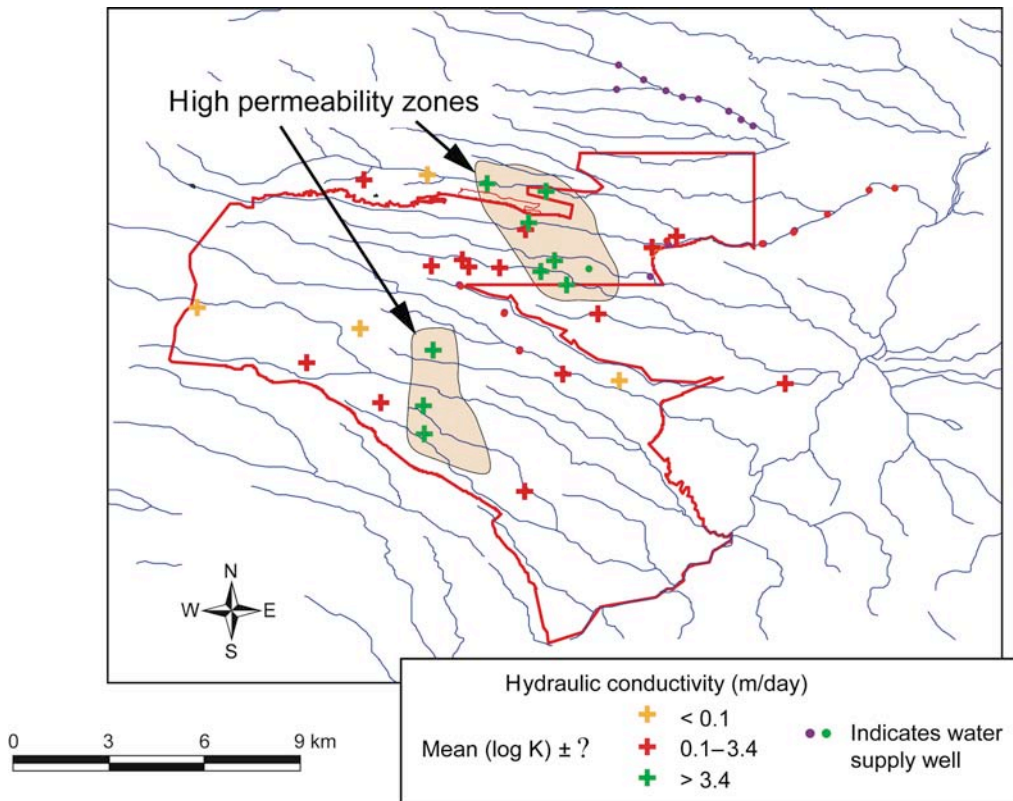 High permeability zones
N
W E
S
0 3 6 9 km
Hydraulic conductivity (m/day)
< 0.1
Mean (log K) ± ?
0.1–3.4
> 3.4
Indicates water
supply well